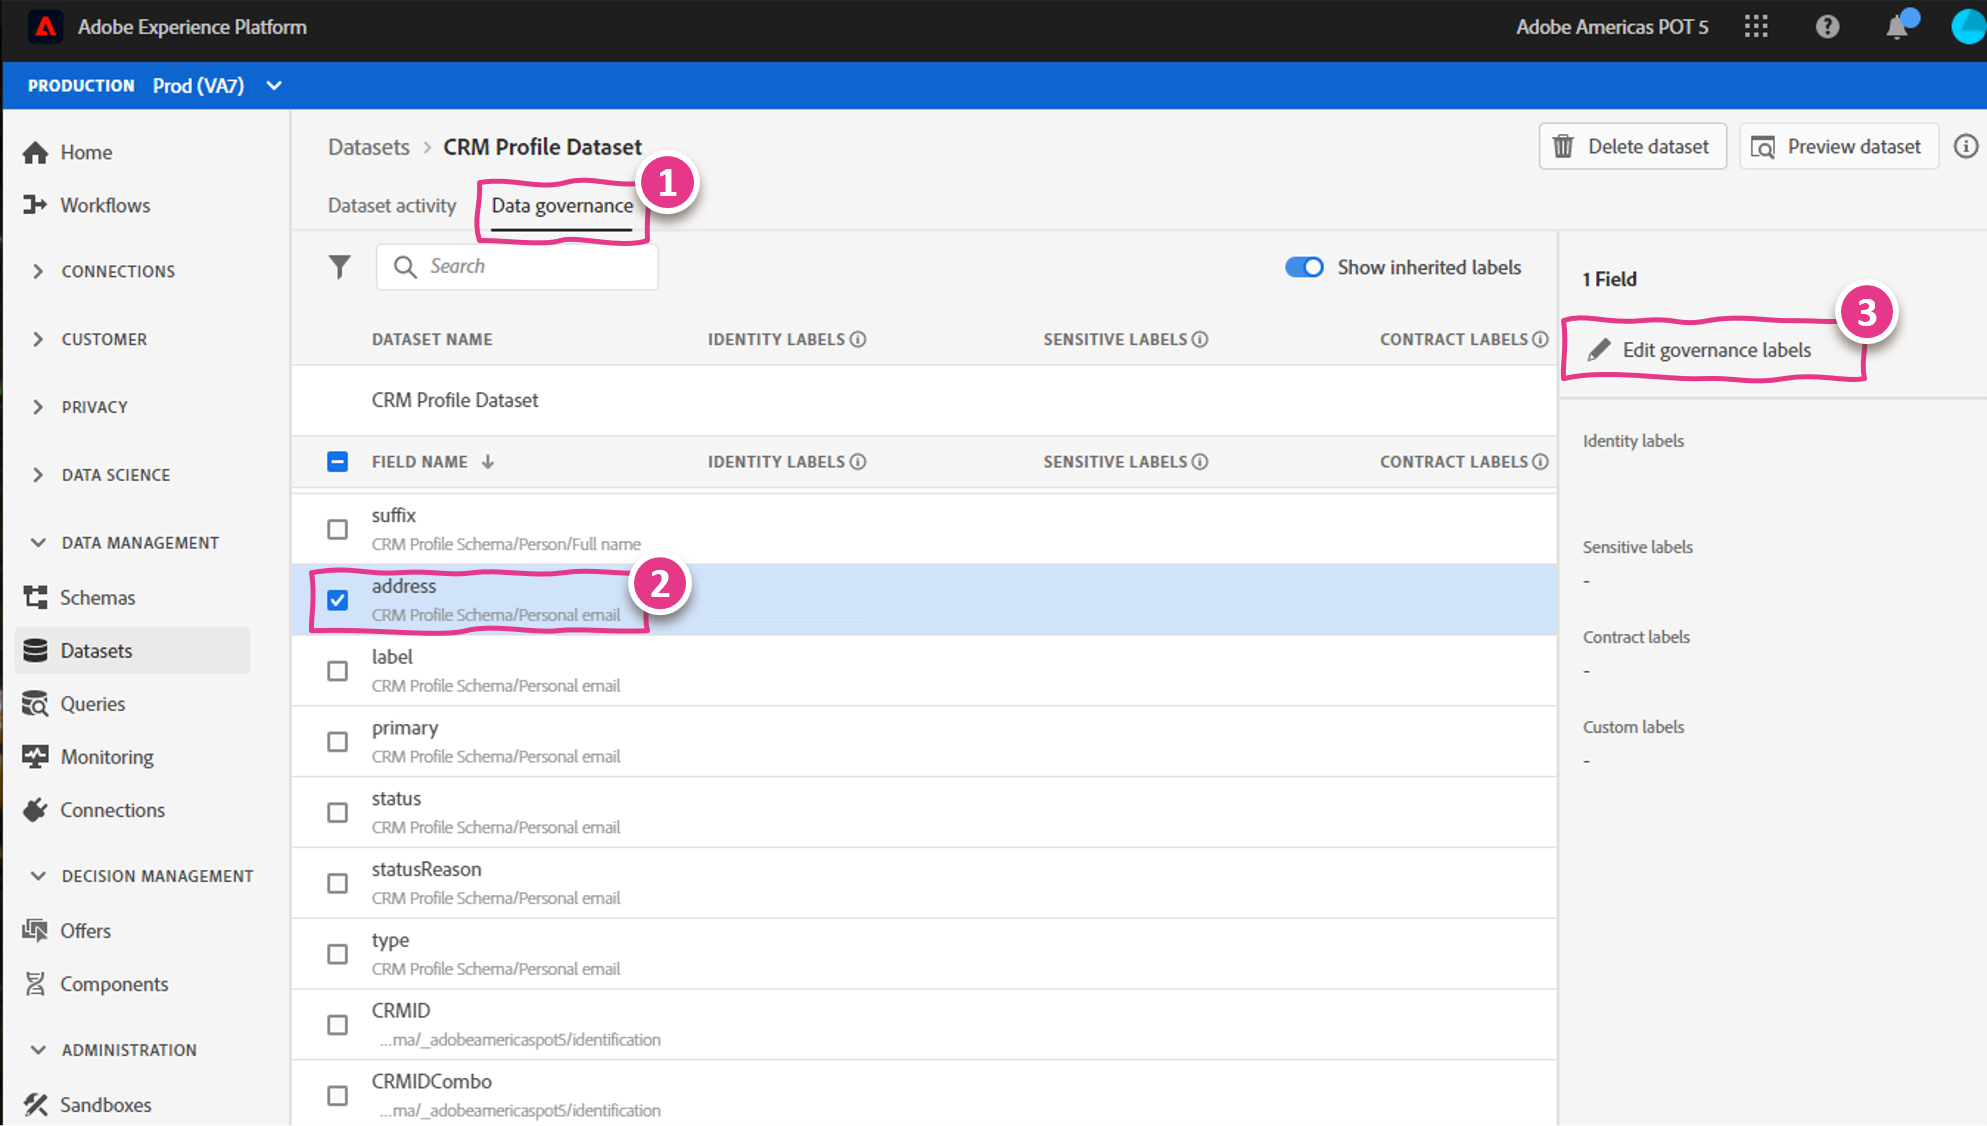 Adobe Experience Platform
Adobe Americas POT 5
PRODUCTION Prod (VA7)
Home
Workflows
CONNECTIONS
CUSTOMER
PRIVACY
DATA SCIENCE
DATA MANAGEMENT
Schemas
Datasets
Queries
Monitoring
Connections
DECISION MANAGEMENT
Offers
Components
ADMINISTRATION
Sandboxes
Datasets > CRM Profile Dataset
Delete dataset
Preview dataset
Dataset activity
Data governance
1
Search
Show inherited labels
DATASET NAME IDENTITY LABELS SENSITIVE LABELS CONTRACT LABELS
CRM Profile Dataset
FIELD NAME IDENTITY LABELS SENSITIVE LABELS CONTRACT LABELS
suffix
CRM Profile Schema/Person/Full name
address
CRM Profile Schema/Personal email
2
label
CRM Profile Schema/Personal email
primary
CRM Profile Schema/Personal email
status
CRM Profile Schema/Personal email
statusReason
CRM Profile Schema/Personal email
type
CRM Profile Schema/Personal email
CRMID
...ma/_adobeamericaspot5/identification
CRMIDCombo
...ma/_adobeamericaspot5/identification
1 Field
3
Edit governance labels
Identity labels
Sensitive labels
-
Contract labels
-
Custom labels
-